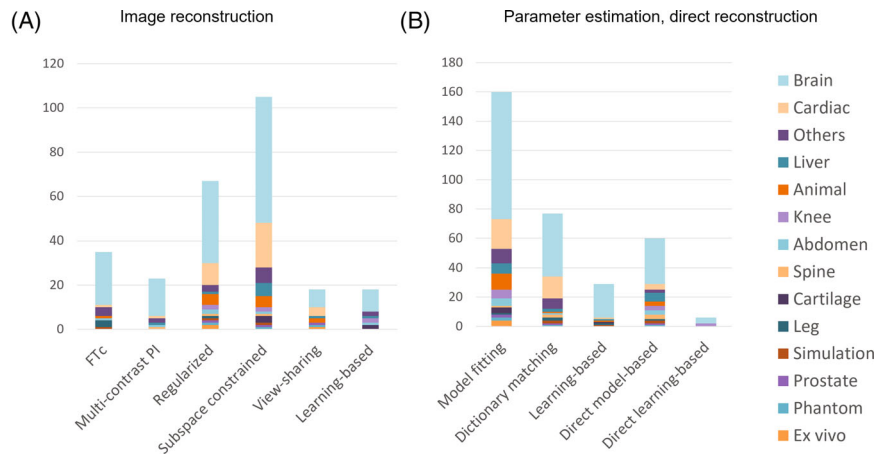 (A)
Image reconstruction
120
100
80
60
40
20
0
FTc
Multi-contrast PI
Regularized
Subspace constrained
View-sharing
Learning-based
(B)
Parameter estimation, direct reconstruction
180
160
140
120
100
80
60
40
20
0
Model fitting
Dictionary matching
Learning-based
Direct model-based
Direct learning-based
Brain
Cardiac
Others
Liver
Animal
Knee
Abdomen
Spine
Cartilage
Leg
Simulation
Prostate
Phantom
Ex vivo